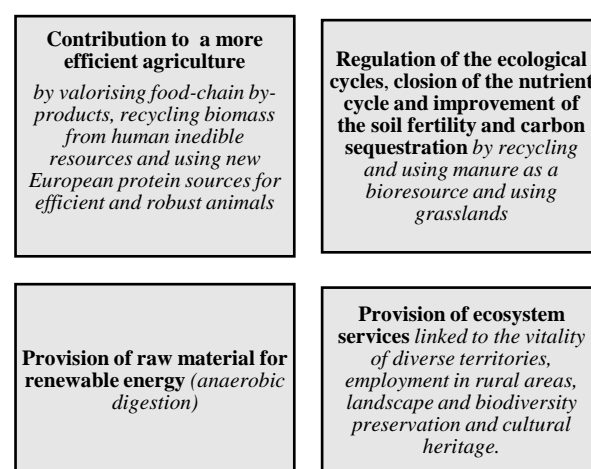 Contribution to a more
efficient agriculture
by valorising food-chain by-
products, recycling biomass
from human inedible
resources and using new
European protein sources for
efficient and robust animals
Regulation of the ecological
cycles, closion of the nutrient
cycle and improvement of
the soil fertility and carbon
sequestration by recycling
and using manure as a
bioresource and using
grasslands
Provision of raw material for
renewable energy (anaerobic
digestion)
Provision of ecosystem
services linked to the vitality
of diverse territories,
employment in rural areas,
landscape and biodiversity
preservation and cultural
heritage.